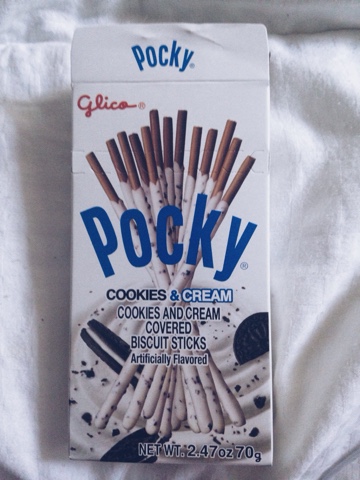 Pocky®
Glico®
Pocky®
COOKIES & CREAM
COOKIES AND CREAM
COVERED
BISCUIT STICKS
Artificially Flavored
NET WT. 2.47oz 70g